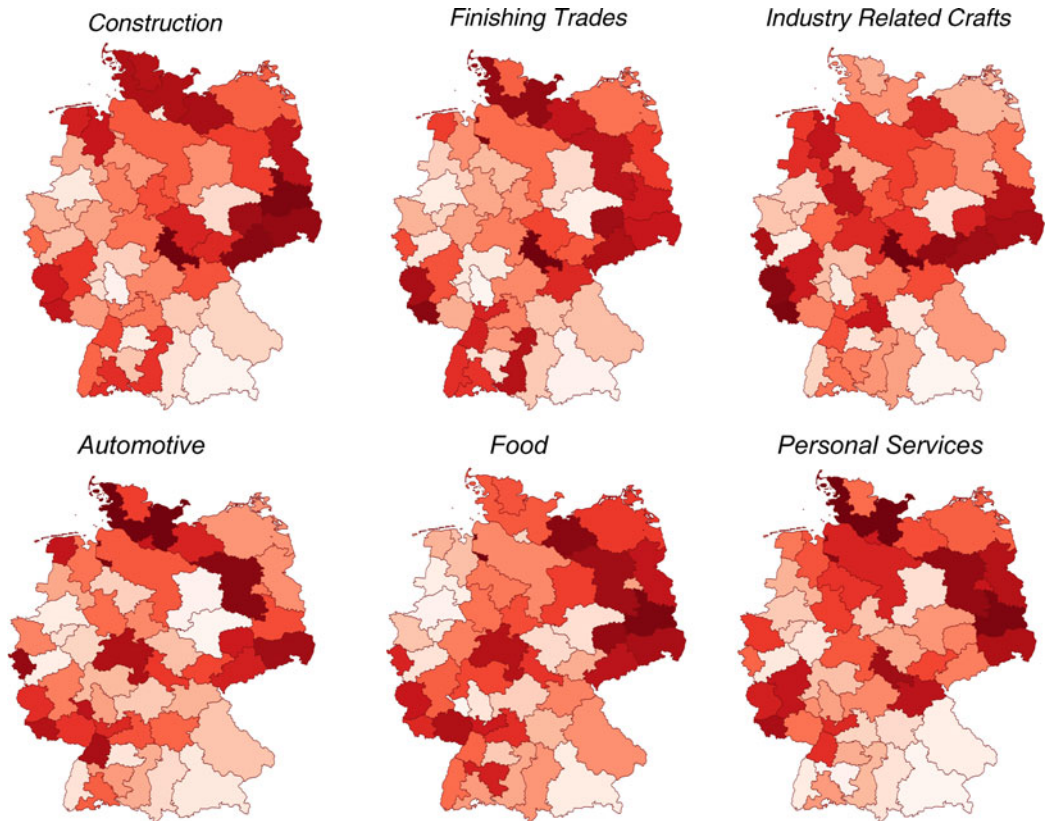 Construction
Finishing Trades
Industry Related Crafts
Automotive
Food
Personal Services